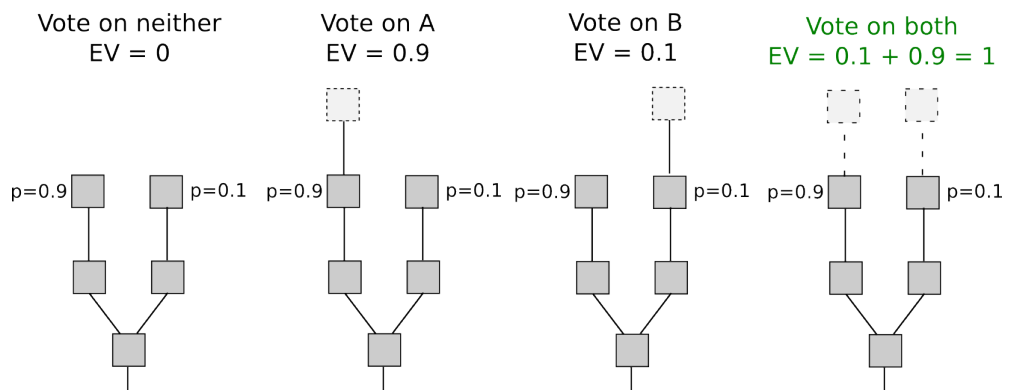 Vote on neither
EV = 0
Vote on A
EV = 0.9
Vote on B
EV = 0.1
Vote on both
EV = 0.1 + 0.9 = 1
p=0.9
p=0.1
p=0.9
p=0.1
p=0.9
p=0.1
p=0.9
p=0.1